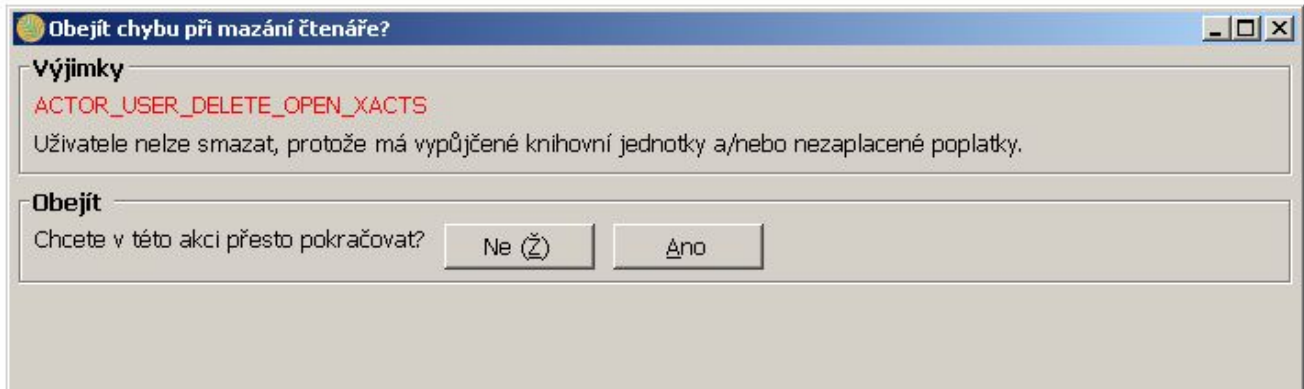 Obejít chybu při mazání čtenáře?
Výjimky
ACTOR_USER_DELETE_OPEN_XACTS
Uživatele nelze smazat, protože má vypůjčené knihovní jednotky a/nebo nezaplacené poplatky.
Obejít
Chcete v této akci přesto pokračovat? Ne (Ž) Ano